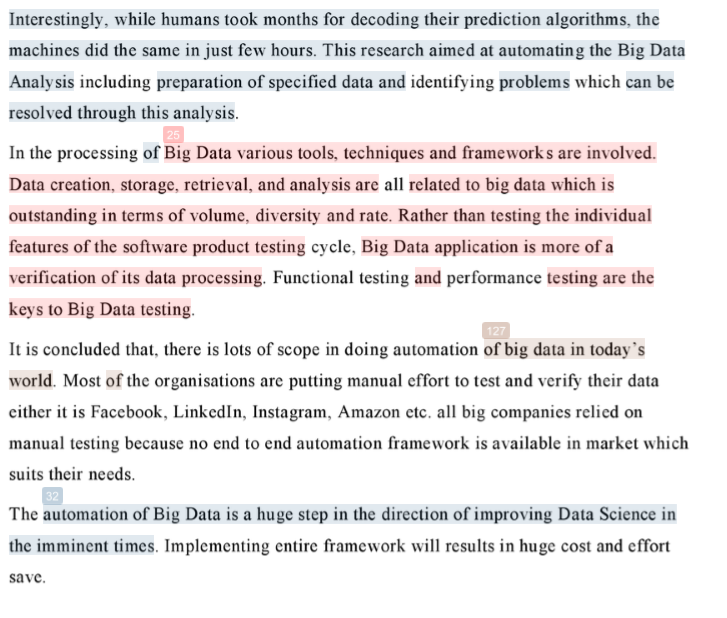 Interestingly, while humans took months for decoding their prediction algorithms, the
machines did the same in just few hours. This research aimed at automating the Big Data
Analysis including preparation of specified data and identifying problems which can be
resolved through this analysis.
25
In the processing of Big Data various tools, techniques and frameworks are involved.
Data creation, storage, retrieval, and analysis are all related to big data which is
outstanding in terms of volume, diversity and rate. Rather than testing the individual
features of the software product testing cycle, Big Data application is more of a
verification of its data processing. Functional testing and performance testing are the
keys to Big Data testing.
127
It is concluded that, there is lots of scope in doing automation of big data in today's
world. Most of the organisations are putting manual effort to test and verify their data
either it is Facebook, LinkedIn, Instagram, Amazon etc. all big companies relied on
manual testing because no end to end automation framework is available in market which
suits their needs.
32
The automation of Big Data is a huge step in the direction of improving Data Science in
the imminent times. Implementing entire framework will results in huge cost and effort
save.